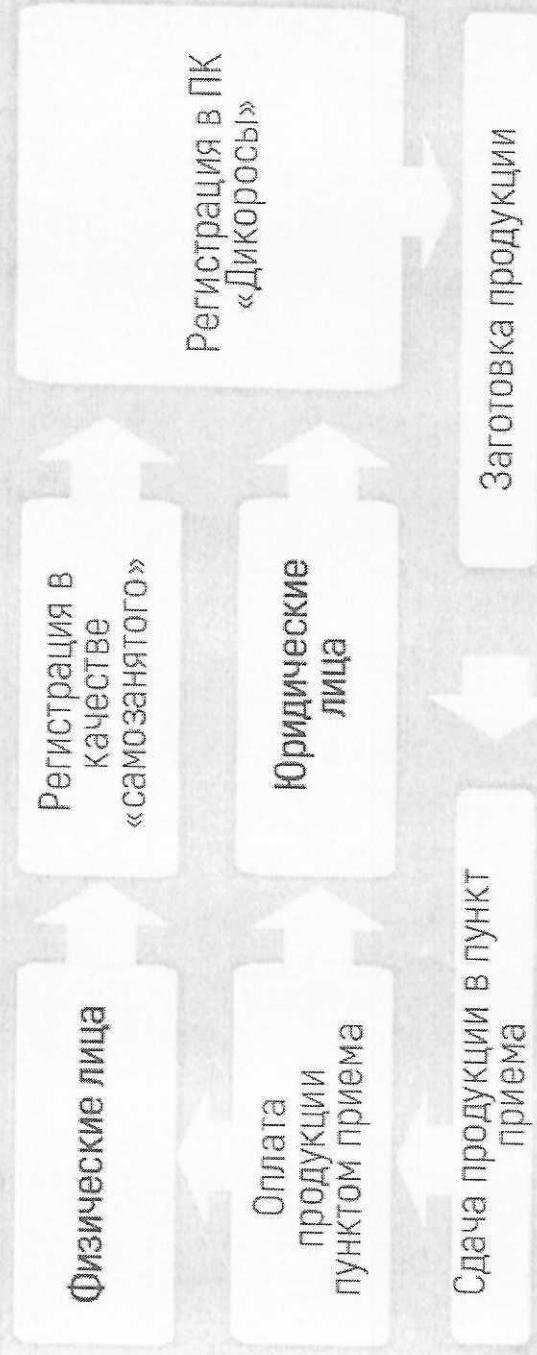 Физические лица
Регистрация в
качестве
«самозанятого»
Регистрация в ПК
«Дикоросы»
Оплата
продукции
пунктом приема
Юридические
лица
Сдача продукции в пункт
приема
Заготовка продукции